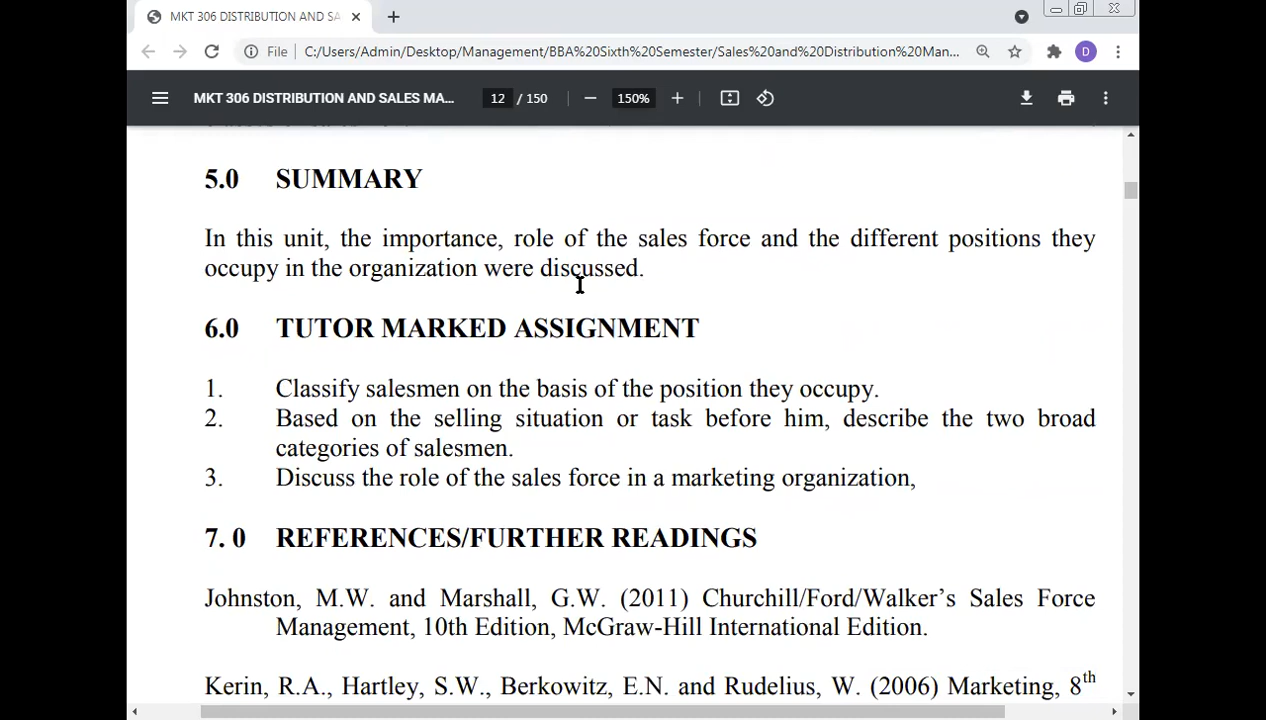 MKT 306 DISTRIBUTION AND SA
File C:/Users/Admin/Desktop/Management/BBA%20Sixth%20Semester/Sales%20and%20Distribution%20Man... D
MKT 306 DISTRIBUTION AND SALES MA... 12 / 150 150%
5.0 SUMMARY
In this unit, the importance, role of the sales force and the different positions they
occupy in the organization were discussed.
6.0 TUTOR MARKED ASSIGNMENT
1. Classify salesmen on the basis of the position they occupy.
2. Based on the selling situation or task before him, describe the two broad
categories of salesmen.
3. Discuss the role of the sales force in a marketing organization,
7. 0 REFERENCES/FURTHER READINGS
Johnston, M.W. and Marshall, G.W. (2011) Churchill/Ford/Walker’s Sales Force
Management, 10th Edition, McGraw-Hill International Edition.
Kerin, R.A., Hartley, S.W., Berkowitz, E.N. and Rudelius, W. (2006) Marketing, 8th